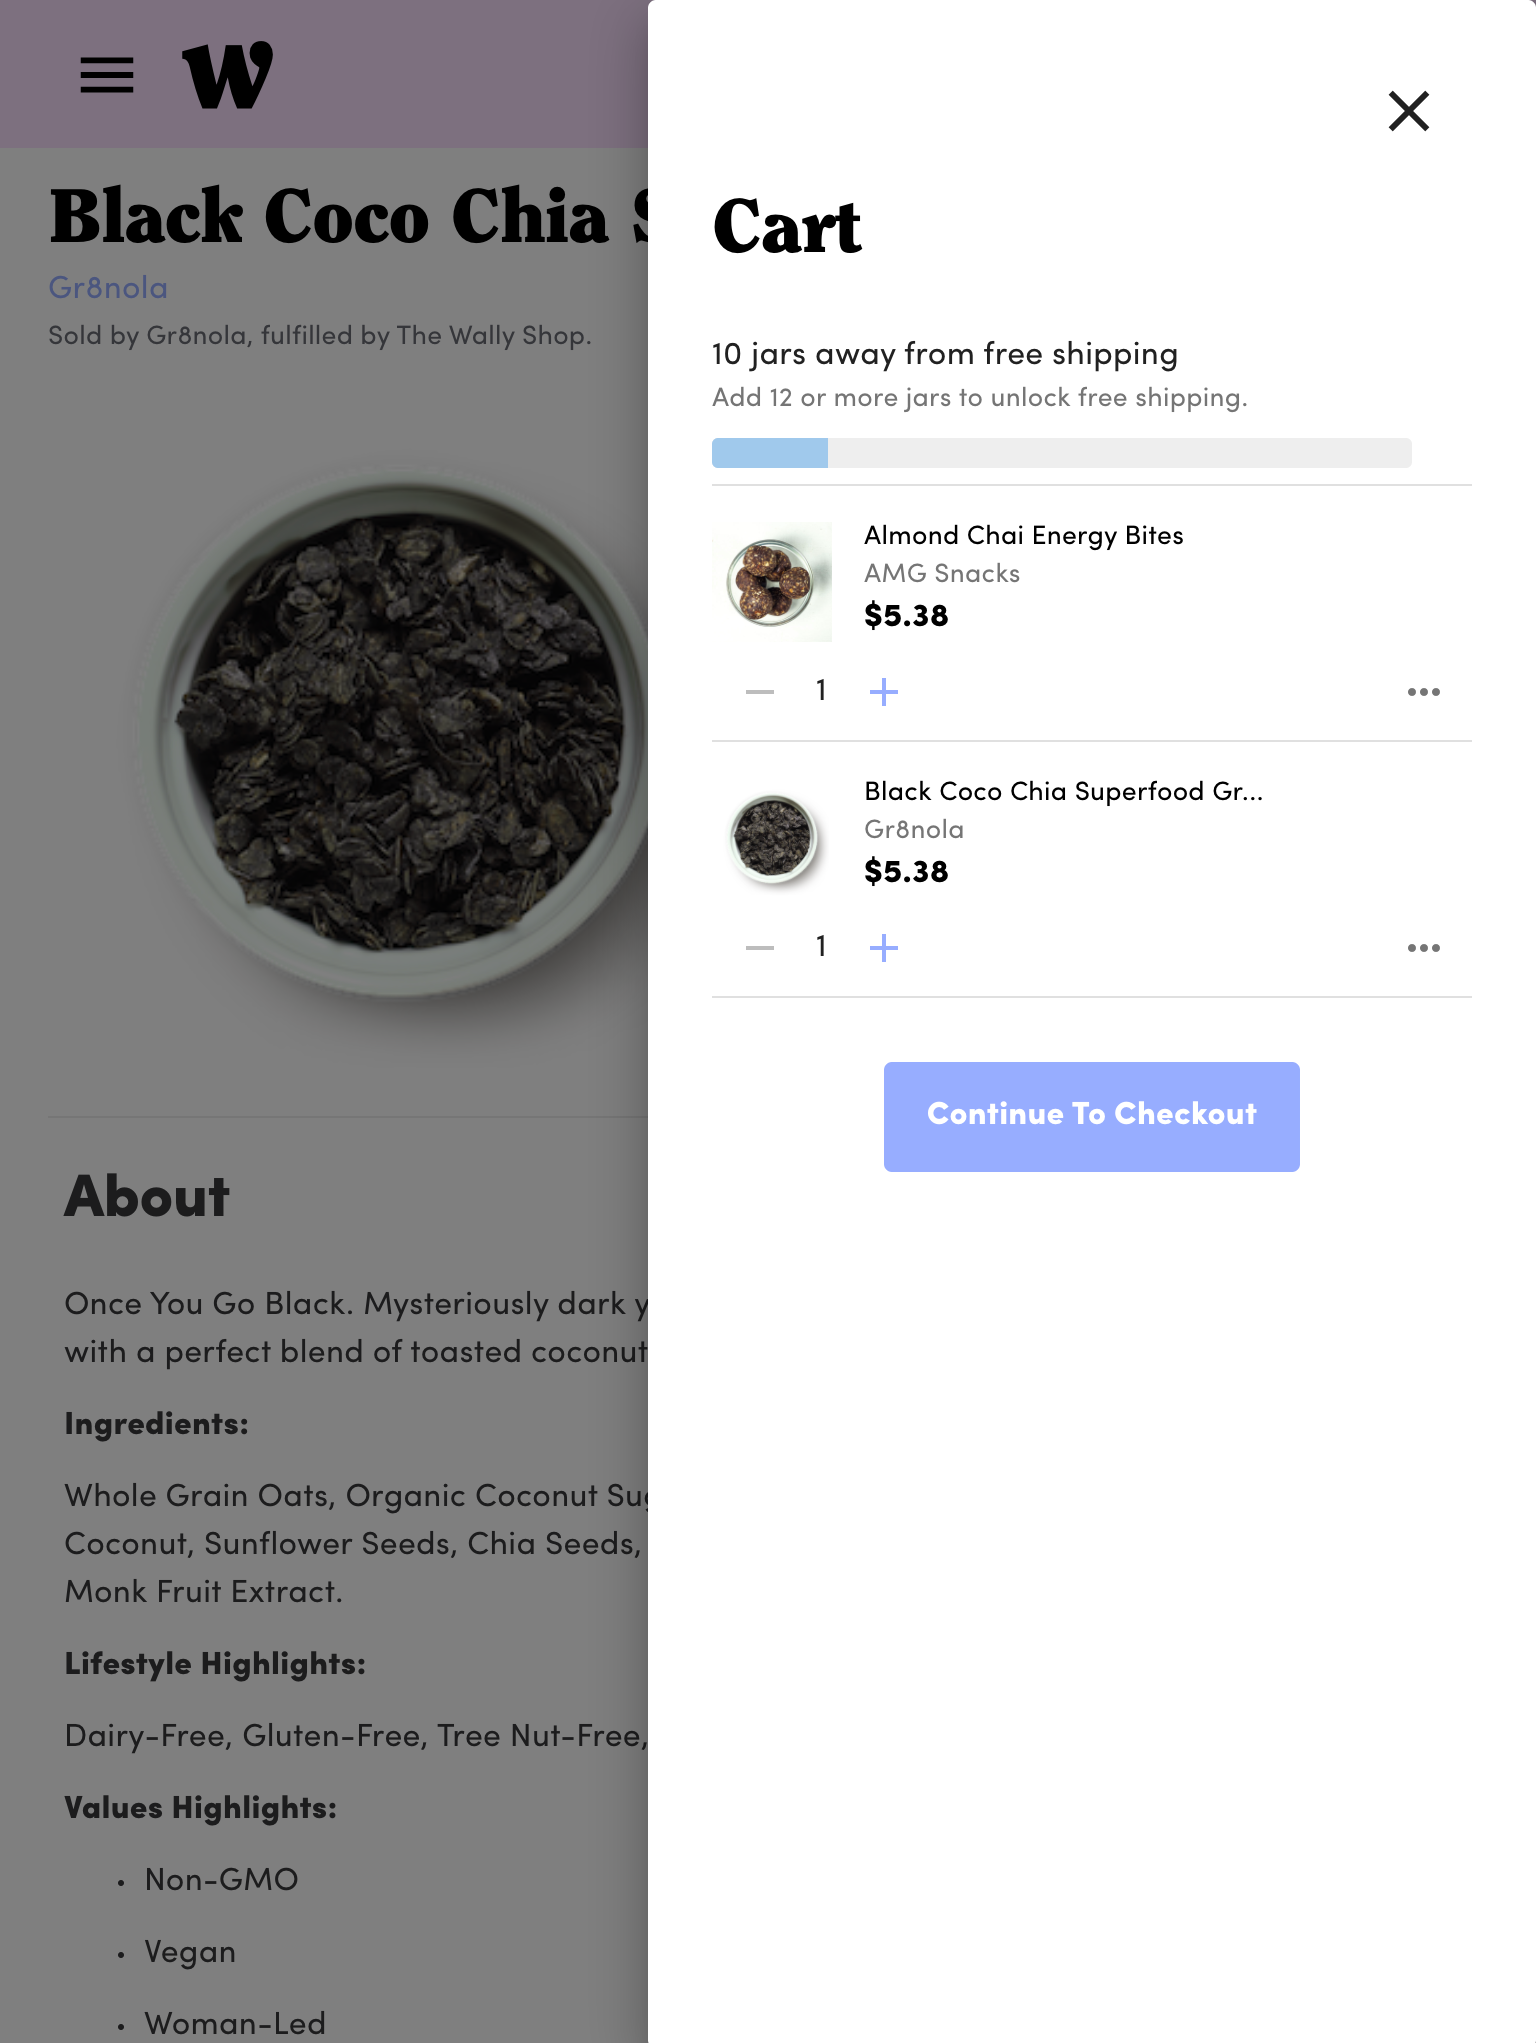 W
Black Coco Chia
Gr8nola
Sold by Gr8nola, fulfilled by The Wally Shop.
About
Once You Go Black. Mysteriously dark
with a perfect blend of toasted coconut
Ingredients:
Whole Grain Oats, Organic Coconut
Coconut, Sunflower Seeds, Chia Seeds,
Monk Fruit Extract.
Lifestyle Highlights:
Dairy-Free, Gluten-Free, Tree Nut-Free,
Values Highlights:
• Non-GMO
• Vegan
• Woman-Led
Cart
10 jars away from free shipping
Add 12 or more jars to unlock free shipping.
Almond Chai Energy Bites
AMG Snacks
$5.38
1
Black Coco Chia Superfood Gr...
Gr8nola
$5.38
1
Continue To Checkout